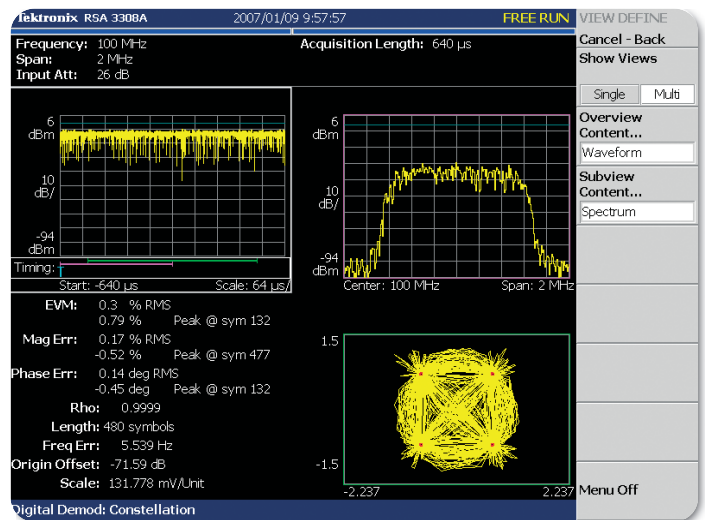 Tektronix RSA 3308A 2007/01/09 9:57:57 FREE RUN
Frequency: 100 MHz Acquisition Length: 640 µs
Span: 2 MHz
Input Att: 26 dB
6
dBm
10
dB/
-94
dBm
Timing: T
Start: -640 µs Scale: 64 µs/
6
dBm
10
dB/
-94
dBm
Center: 100 MHz Span: 2 MHz
EVM: 0.3 % RMS
0.79 % Peak @ sym 132
Mag Err: 0.17 % RMS
-0.52 % Peak @ sym 477
Phase Err: 0.14 deg RMS
-0.45 deg Peak @ sym 132
Rho: 0.9999
Length: 480 symbols
Freq Err: 5.539 Hz
Origin Offset: -71.59 dB
Scale: 131.778 mV/Unit
1.5
-1.5
-2.237 2.237
Digital Demod: Constellation
VIEW DEFINE
Cancel - Back
Show Views
Single Multi
Overview
Content...
Waveform
Subview
Content...
Spectrum
Menu Off